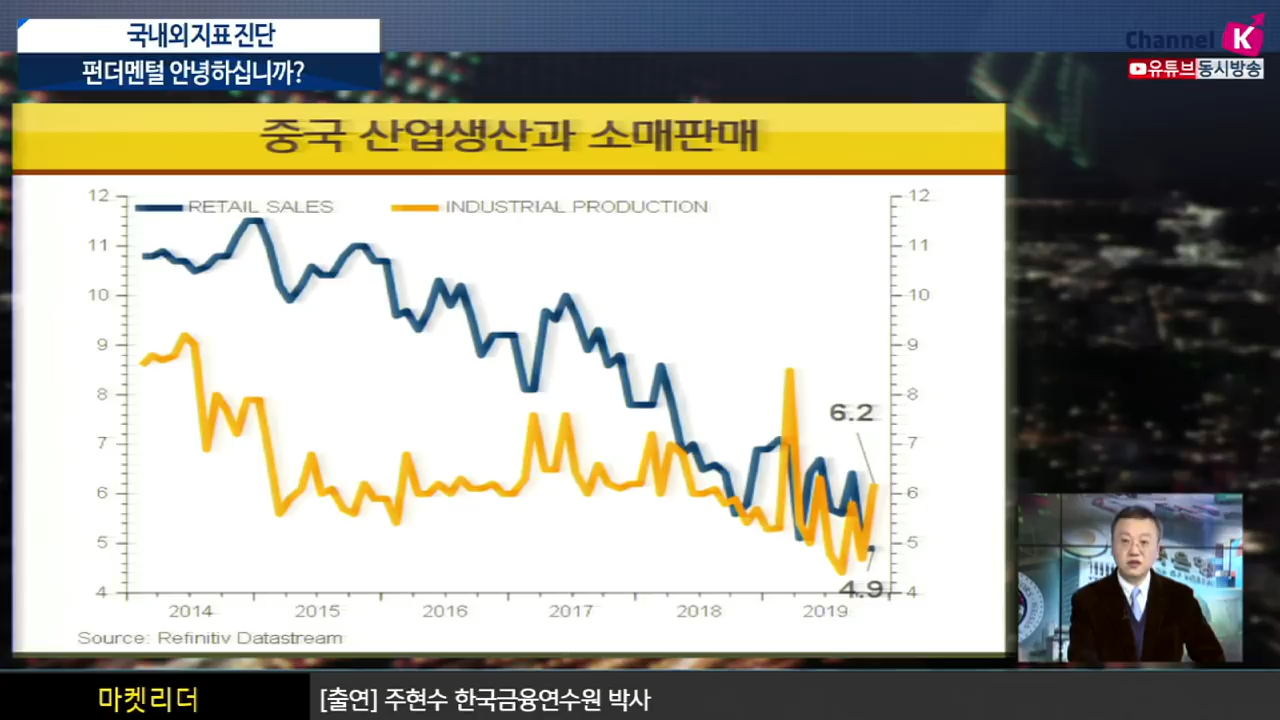 국내외지표진단
펀더멘털 안녕하십니까?
Channel K
유튜브 동시방송
중국 산업생산과 소매판매
RETAIL SALES
INDUSTRIAL PRODUCTION
12
11
10
9
8
7
6
5
4
12
11
10
9
8
7
6
5
4
6.2
4.9
2014 2015 2016 2017 2018 2019
Source: Refinitiv Datastream
마켓리더
[출연] 주현수 한국금융연수원 박사